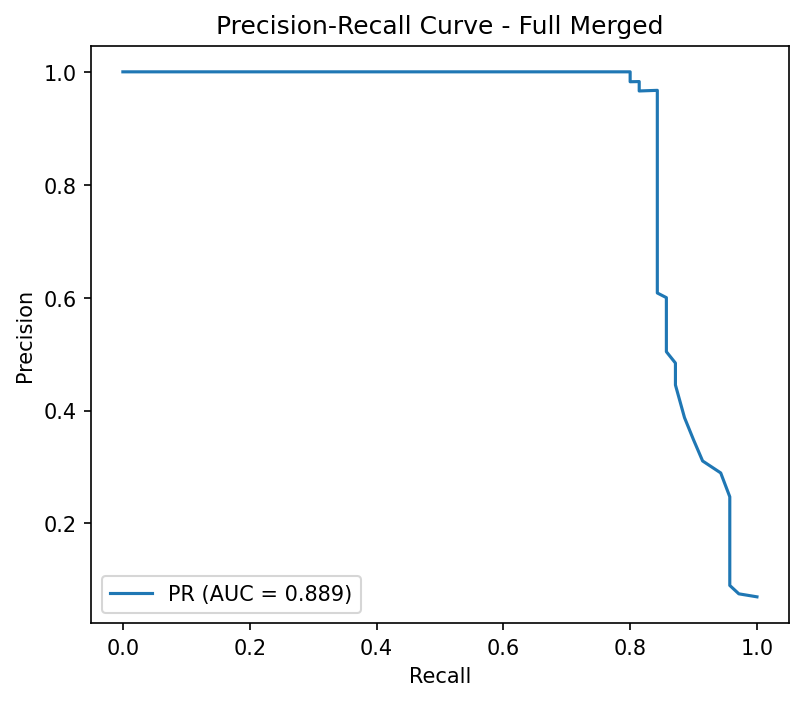 Precision-Recall Curve - Full Merged
Precision
1.0
0.8
0.6
0.4
0.2
PR (AUC = 0.889)
0.0 0.2 0.4 0.6 0.8 1.0
Recall